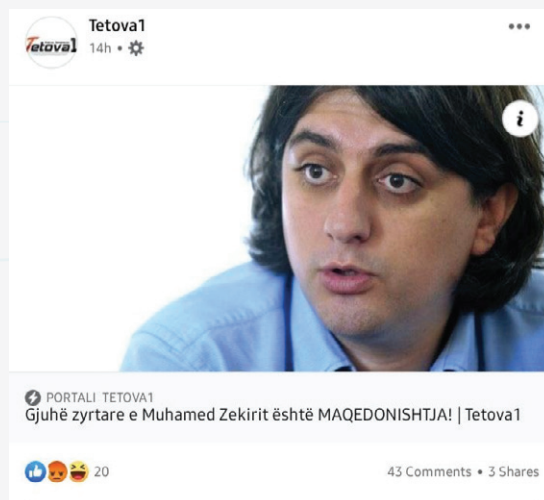 Tetova1
Tetova1
14h
i
PORTALI TETOVA1
Gjuhë zyrtare e Muhamed Zekirit është MAQEDONISHTJA! | Tetova1
20
43 Comments • 3 Shares